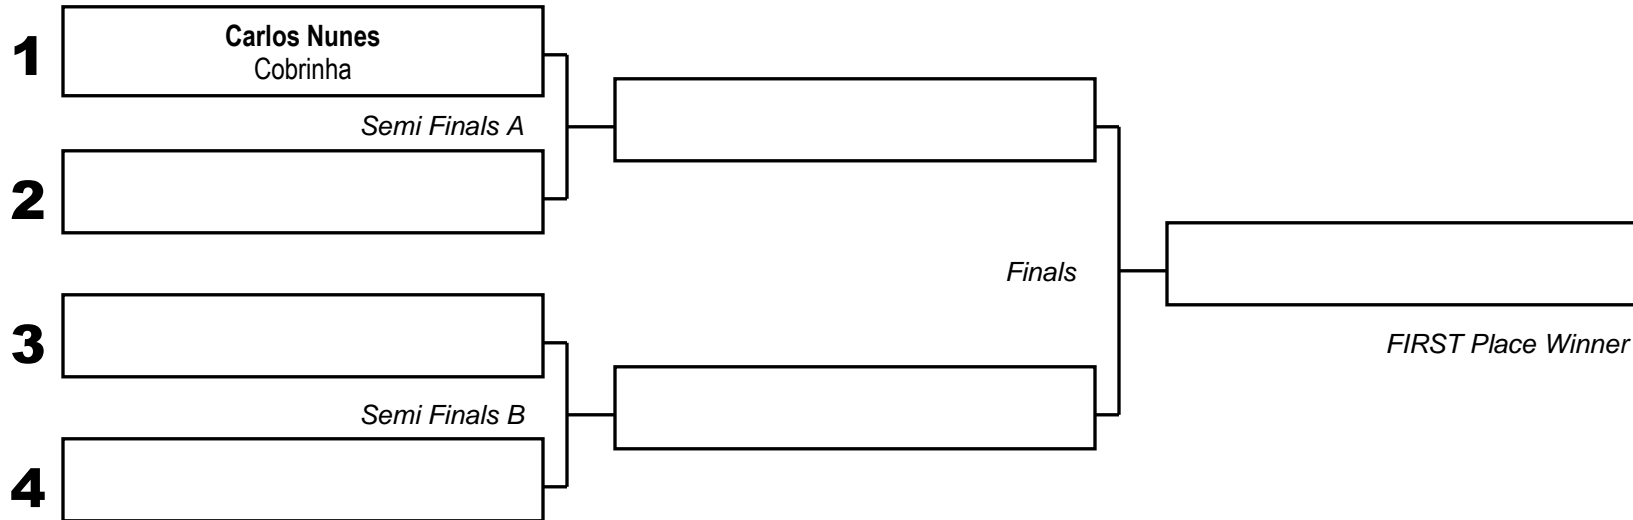 1
Carlos Nunes
Cobrinha
Semi Finals A
2
Finals
3
FIRST Place Winner
Semi Finals B
4